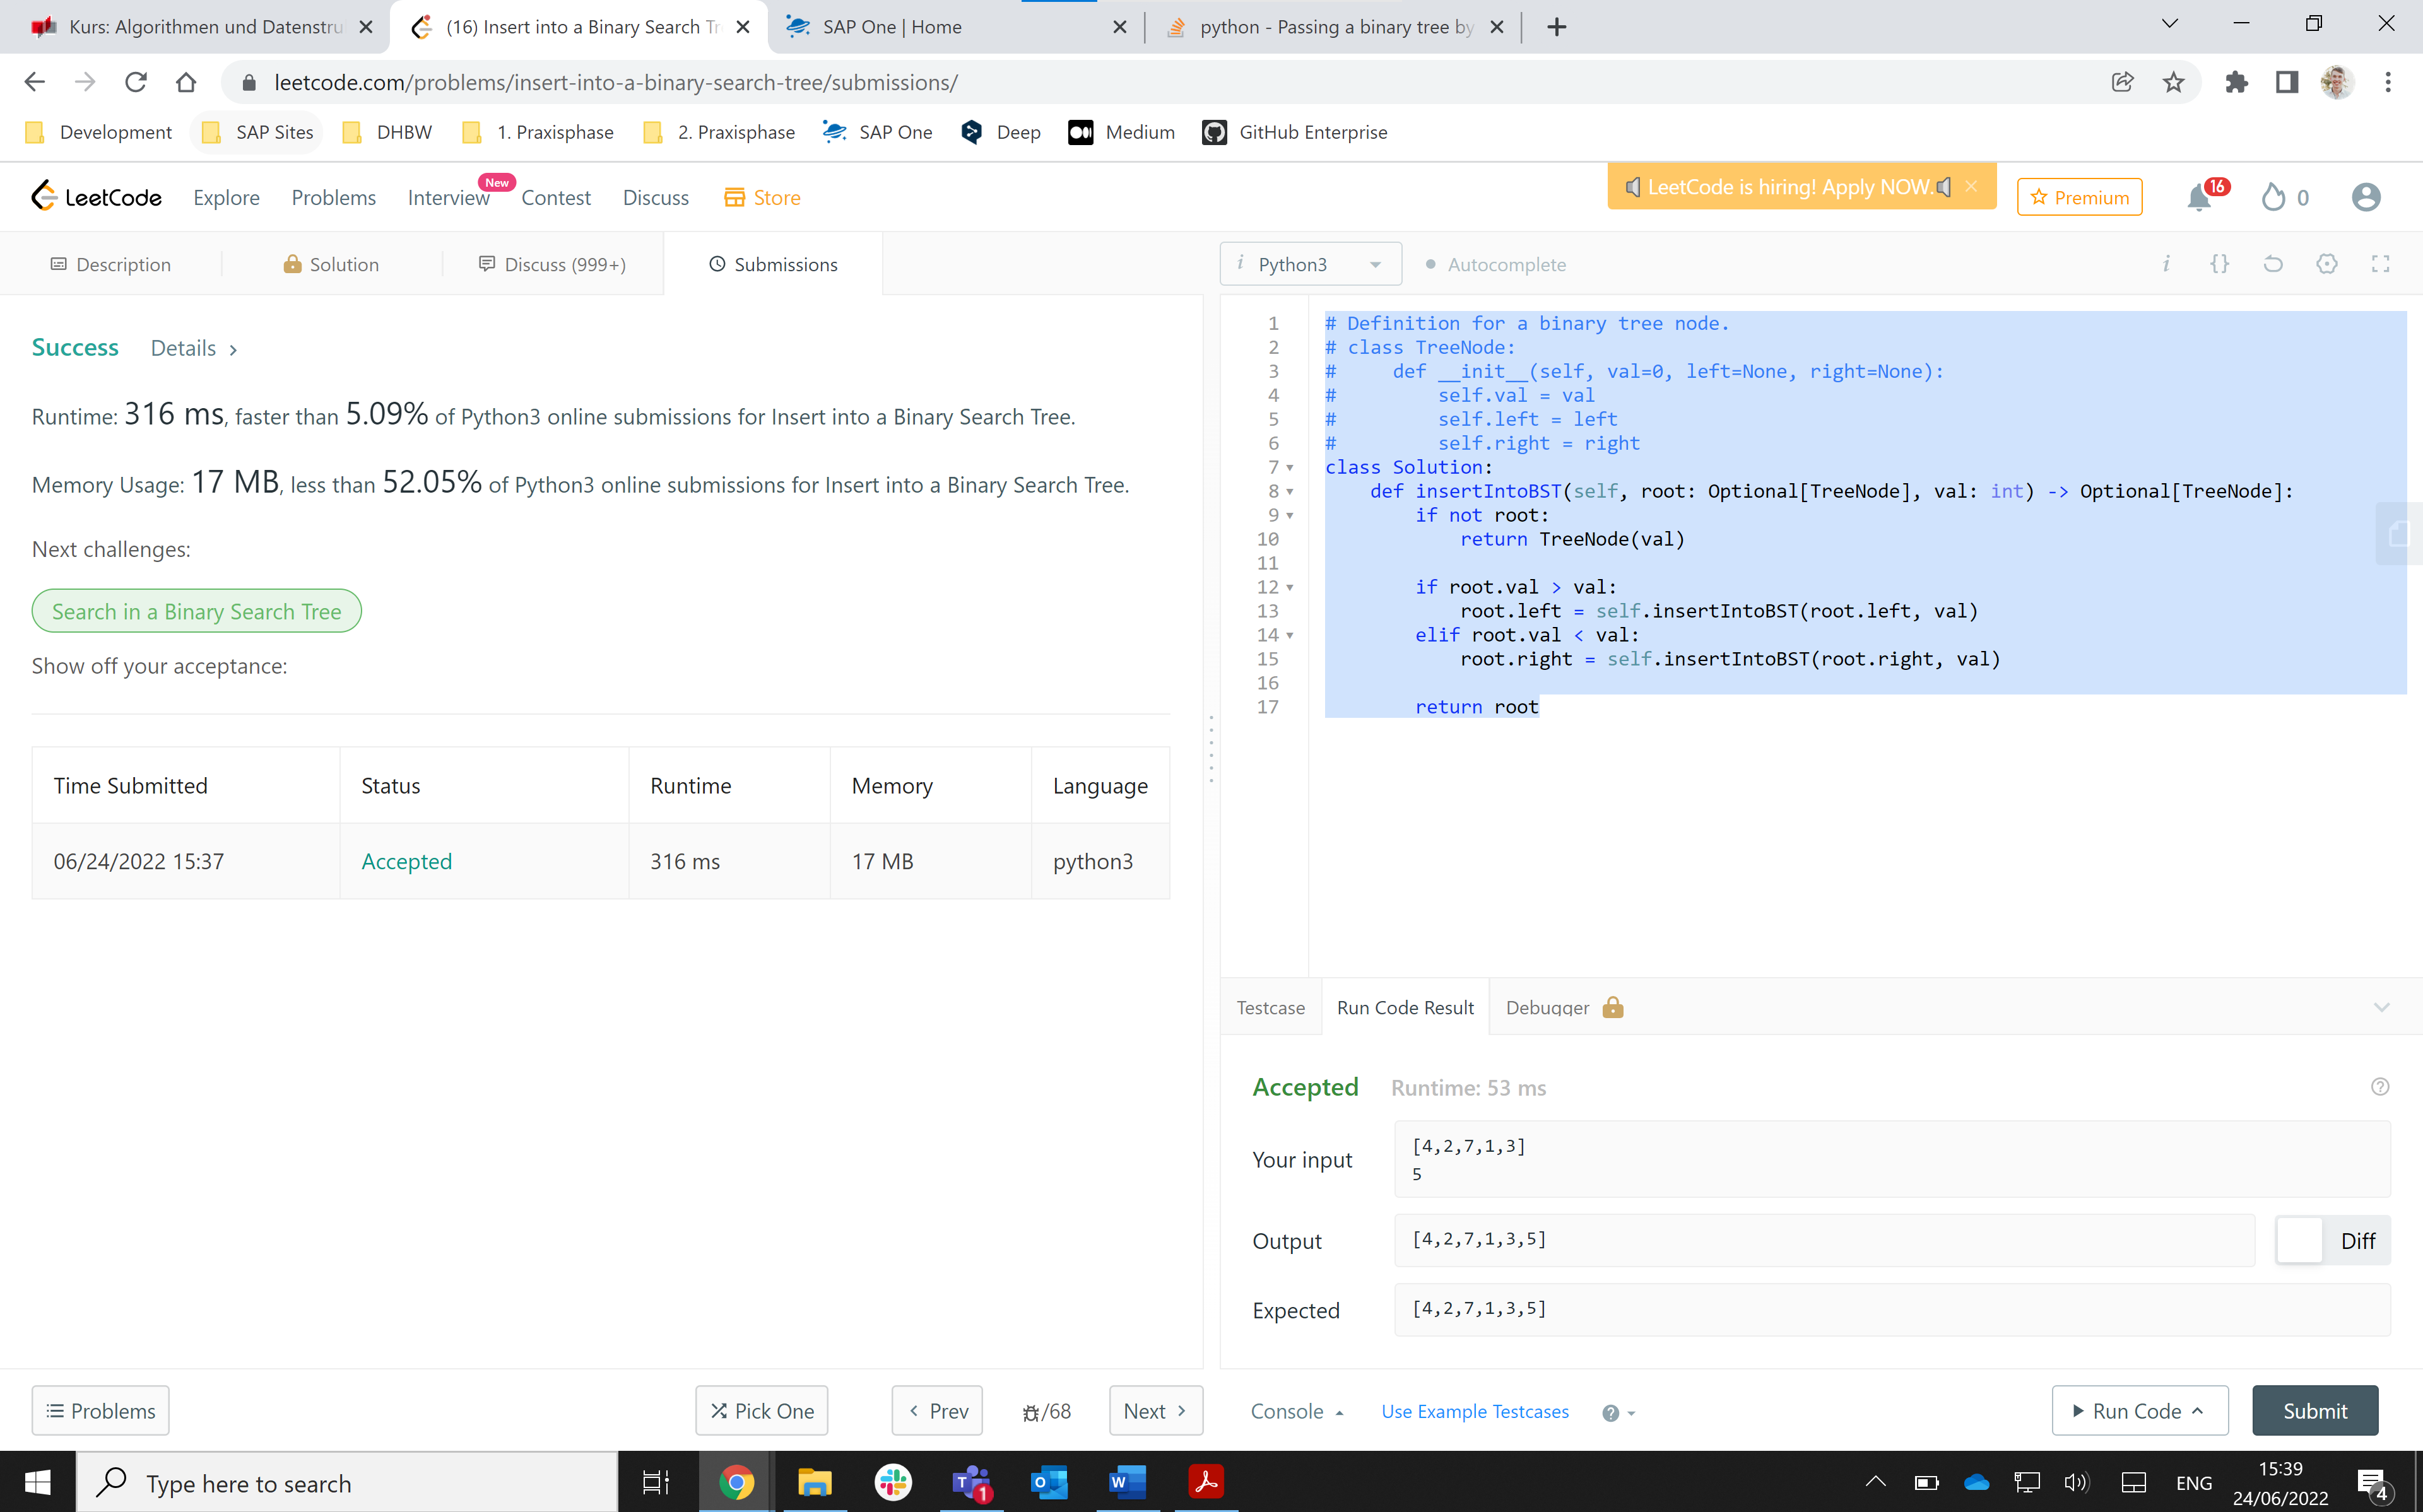 Kurs: Algorithmen und Datenstru
(16) Insert into a Binary Search Tr
SAP One | Home
python - Passing a binary tree by
leetcode.com/problems/insert-into-a-binary-search-tree/submissions/
Development SAP Sites DHBW 1. Praxisphase 2. Praxisphase SAP One Deep Medium GitHub Enterprise
LeetCode Explore Problems Interview New Contest Discuss Store
LeetCode is hiring! Apply NOW.
Premium 16 0
Description Solution Discuss (999+) Submissions
i Python3 Autocomplete i {}
Success Details
Runtime: 316 ms, faster than 5.09% of Python3 online submissions for Insert into a Binary Search Tree.
Memory Usage: 17 MB, less than 52.05% of Python3 online submissions for Insert into a Binary Search Tree.
Next challenges:
Search in a Binary Search Tree
Show off your acceptance:
Time Submitted Status Runtime Memory Language
06/24/2022 15:37 Accepted 316 ms 17 MB python3
1 # Definition for a binary tree node.
2 # class TreeNode:
3 #     def __init__(self, val=0, left=None, right=None):
4 #         self.val = val
5 #         self.left = left
6 #         self.right = right
7 class Solution:
8     def insertIntoBST(self, root: Optional[TreeNode], val: int) -> Optional[TreeNode]:
9         if not root:
10             return TreeNode(val)
11
12         if root.val > val:
13             root.left = self.insertIntoBST(root.left, val)
14         elif root.val < val:
15             root.right = self.insertIntoBST(root.right, val)
16
17         return root
Testcase Run Code Result Debugger
Accepted Runtime: 53 ms
Your input
[4,2,7,1,3]
5
Output [4,2,7,1,3,5] Diff
Expected [4,2,7,1,3,5]
Problems Pick One Prev /68 Next Console Use Example Testcases Run Code Submit
Type here to search
1
ENG
15:39
24/06/2022
4